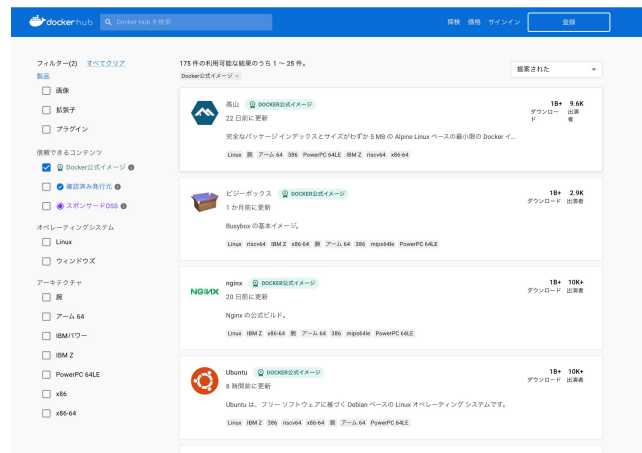 dockerhub
Docker Hub を検索
探検 価格 サインイン 登録
フィルター(2) すべてクリア
製品
画像
拡張子
プラグイン
信頼できるコンテンツ
Docker公式イメージ
確認済み発行元
スポンサードOSS
オペレーティングシステム
Linux
ウィンドウズ
アーキテクチャ
腕
アーム 64
IBMパワー
IBM Z
PowerPC 64LE
x86
x86-64
175 件の利用可能な結果のうち 1 ~ 25 件。
Docker公式イメージ ×
提案された
高山 DOCKER公式イメージ
22 日前に更新
完全なパッケージ インデックスとサイズがわずか 5 MB の Alpine Linux ベースの最小限の Docker イ...
Linux 腕 アーム 64 386 PowerPC 64LE IBM Z riscv64 x86-64
1B+ 9.6K
ダウンロード 出演者
ビジーボックス DOCKER公式イメージ
1 か月前に更新
Busybox の基本イメージ。
Linux riscv64 IBM Z x86-64 腕 アーム 64 386 mips64le PowerPC 64LE
1B+ 2.9K
ダウンロード 出演者
NGINX
nginx DOCKER公式イメージ
20 日前に更新
Nginx の公式ビルド。
Linux IBM Z x86-64 腕 アーム 64 386 mips64le PowerPC 64LE
1B+ 10K+
ダウンロード 出演者
Ubuntu DOCKER公式イメージ
8 時間前に更新
Ubuntu は、フリー ソフトウェアに基づく Debian ベースの Linux オペレーティング システムです。
Linux IBM Z 386 riscv64 x86-64 腕 アーム 64 PowerPC 64LE
1B+ 10K+
ダウンロード 出演者